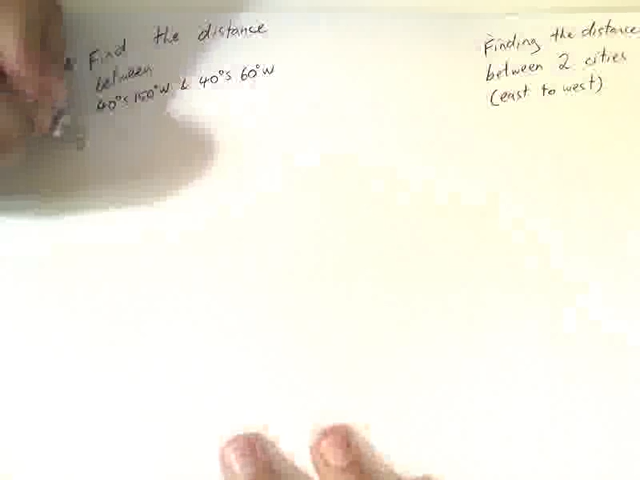 Find the distance
between
40°S 150°W & 40°S 60°W
Finding the distance
between 2 cities
(east to west)